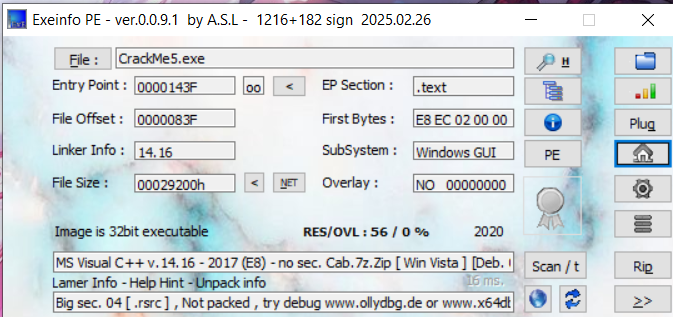 Exeinfo PE - ver.0.0.9.1 by A.S.L - 1216+182 sign 2025.02.26
File : CrackMe5.exe H
Entry Point : 0000143F oo < EP Section : .text
File Offset : 0000083F First Bytes : E8 EC 02 00 00 Plug
Linker Info : 14.16 SubSystem : Windows GUI PE
File Size : 00029200h < NET Overlay : NO 00000000
Image is 32bit executable RES/OVL : 56 / 0 % 2020
MS Visual C++ v.14.16 - 2017 (E8) - no sec. Cab.7z.Zip [ Win Vista ] [Deb. Scan / t Rip
Lamer Info - Help Hint - Unpack info 16 ms.
Big sec. 04 [ .rsrc ] , Not packed , try debug www.ollydbg.de or www.x64db >>